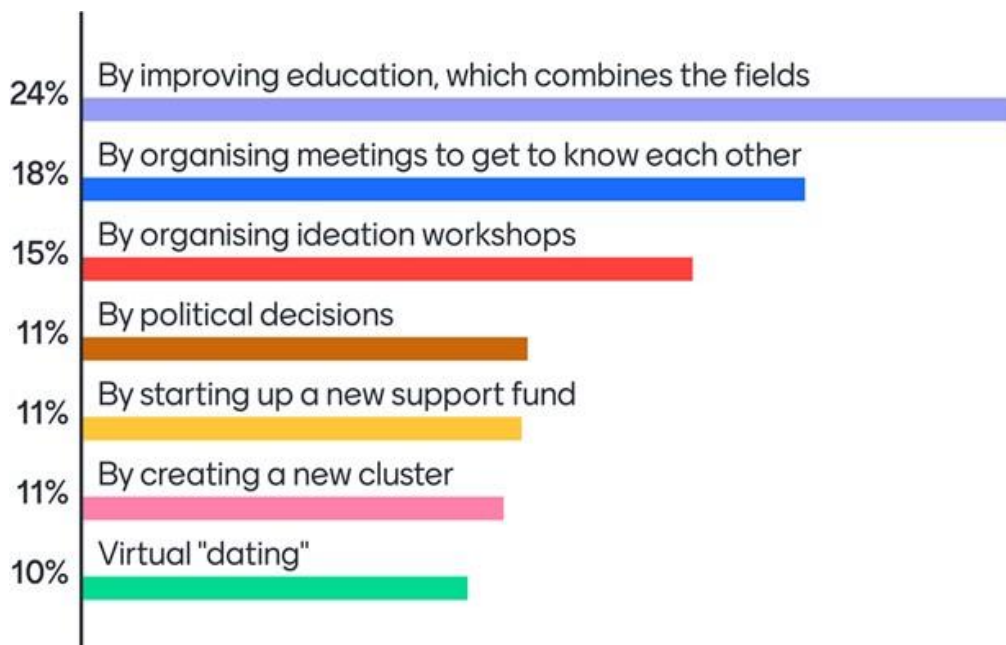 24%
By improving education, which combines the fields
18%
By organising meetings to get to know each other
15%
By organising ideation workshops
11%
By political decisions
11%
By starting up a new support fund
11%
By creating a new cluster
10%
Virtual "dating"